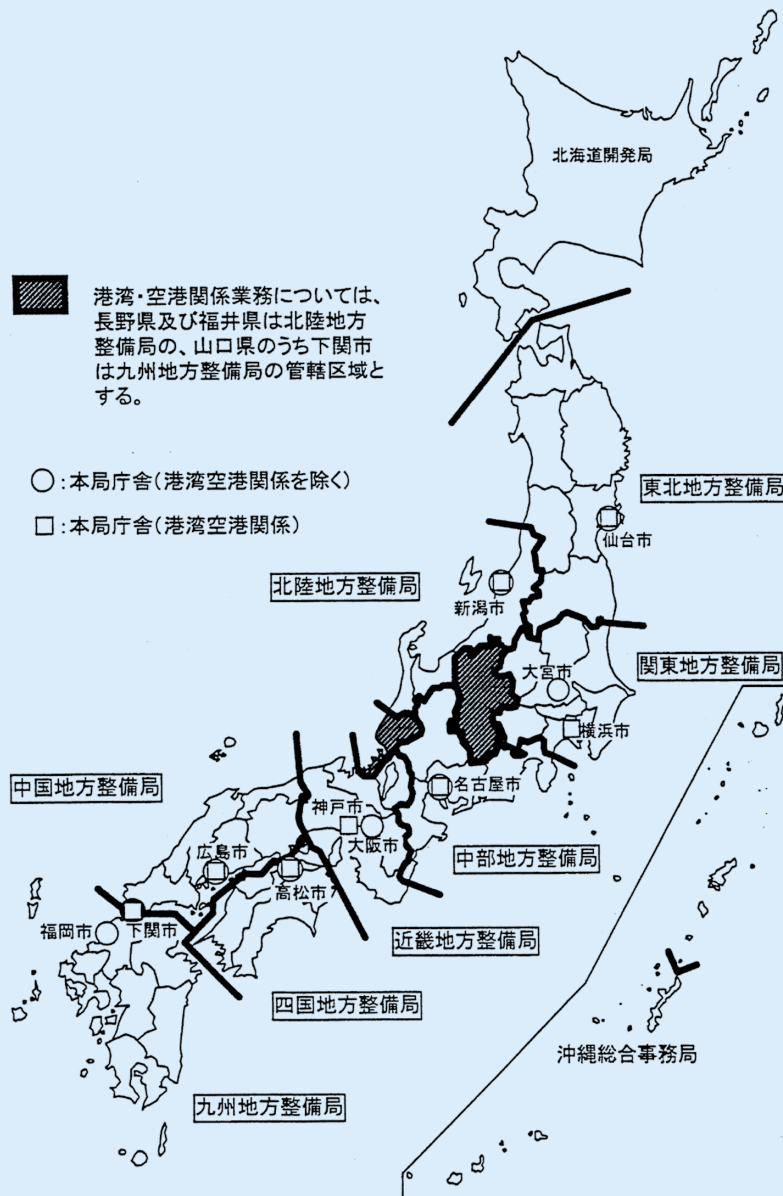 北海道開発局
港湾・空港関係業務については、
長野県及び福井県は北陸地方
整備局の、山口県のうち下関市
は九州地方整備局の管轄区域と
する。
○:本局庁舎(港湾空港関係を除く)
□:本局庁舎(港湾空港関係)
東北地方整備局
仙台市
北陸地方整備局
新潟市
関東地方整備局
大宮市
横浜市
中国地方整備局
名古屋市
神戸市
大阪市
中部地方整備局
広島市
高松市
近畿地方整備局
福岡市
下関市
四国地方整備局
沖縄総合事務局
九州地方整備局